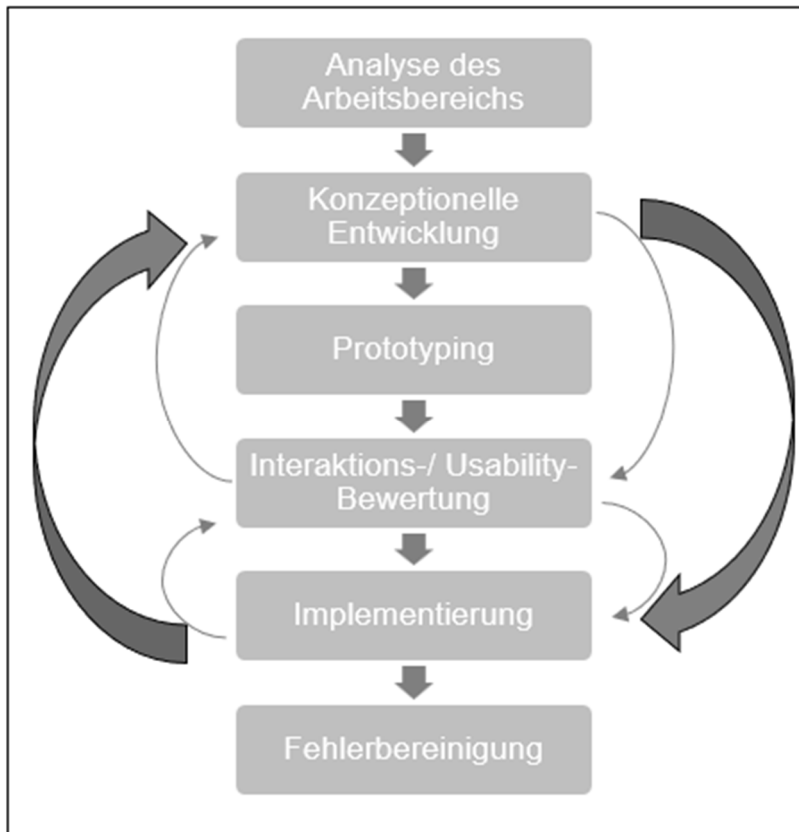 Analyse des
Arbeitsbereichs
Konzeptionelle
Entwicklung
Prototyping
Interaktions-/ Usability-
Bewertung
Implementierung
Fehlerbereinigung